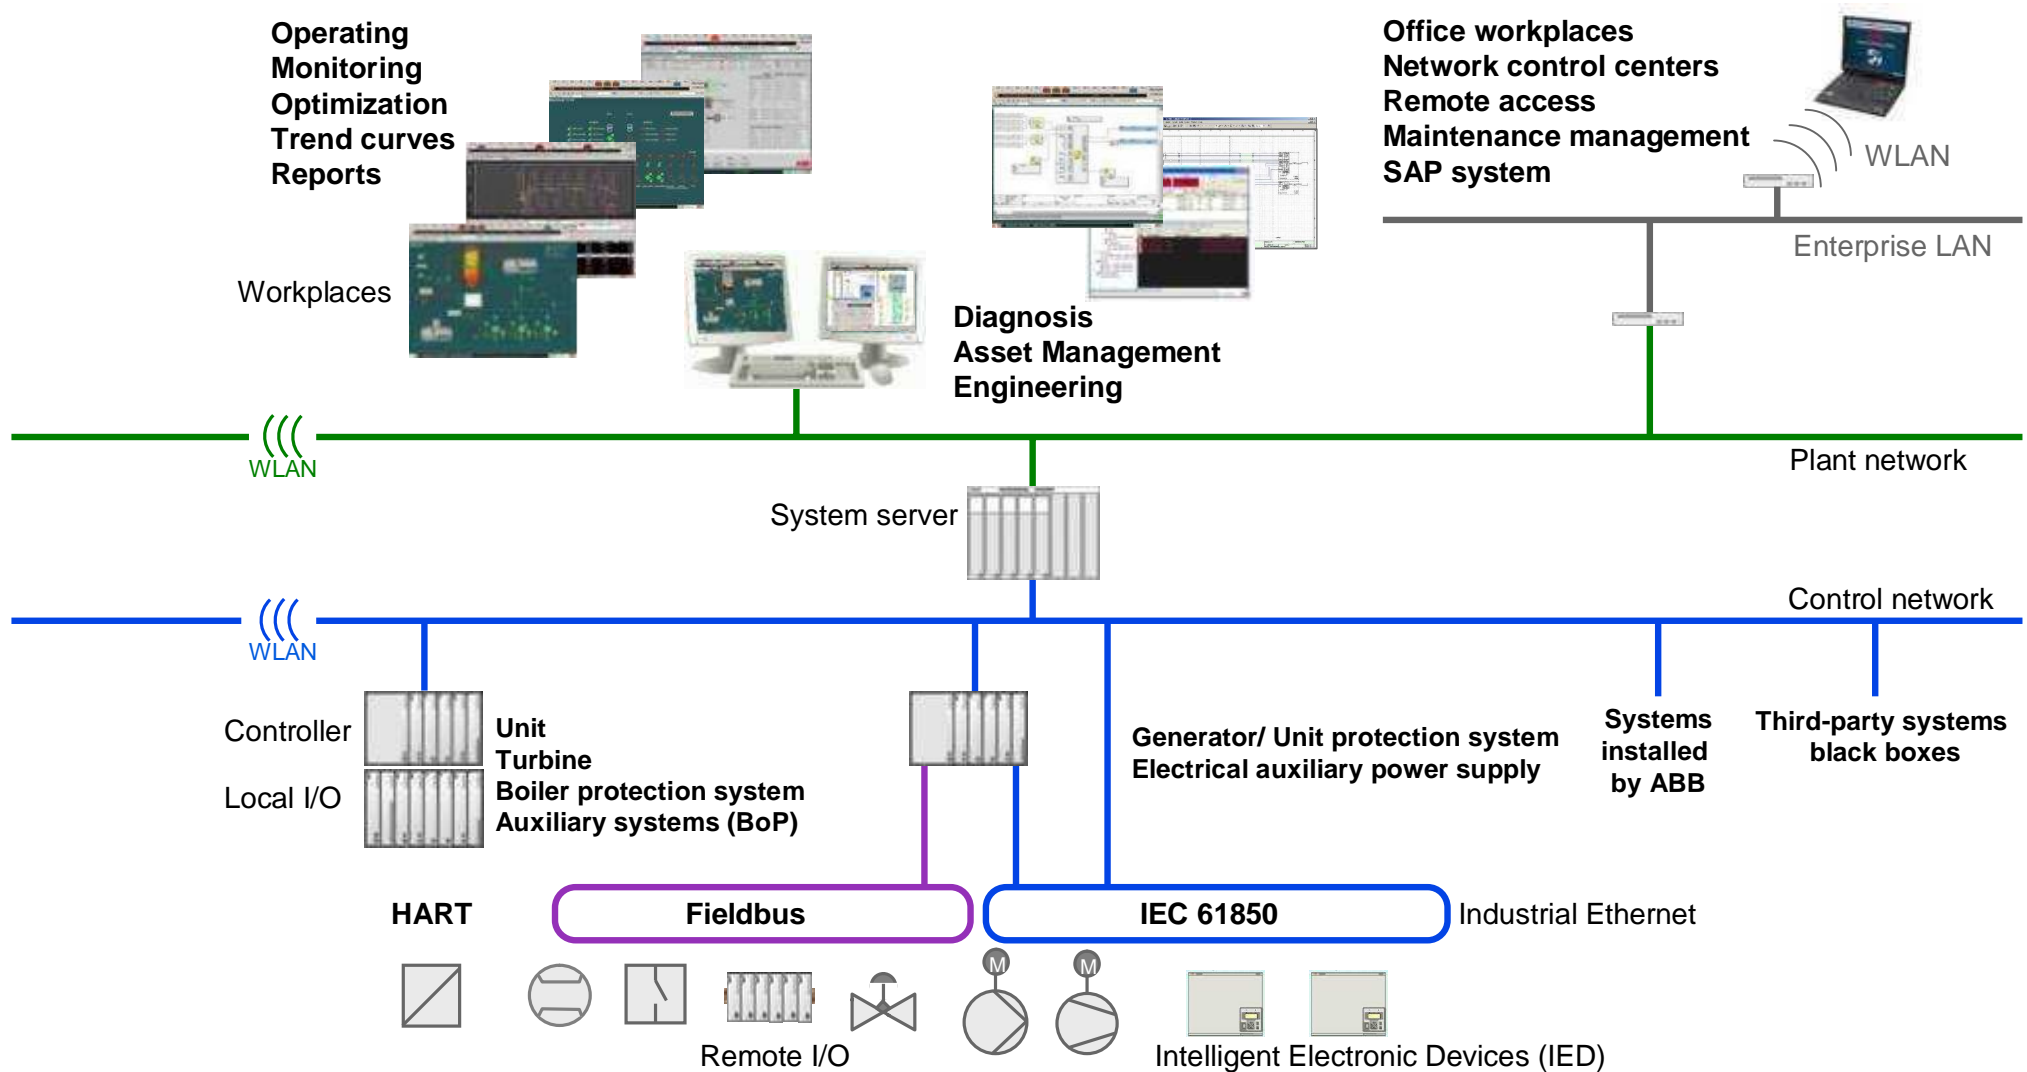 Operating
Monitoring
Optimization
Trend curves
Reports
Office workplaces
Network control centers
Remote access
Maintenance management
SAP system
WLAN
Enterprise LAN
Workplaces
Diagnosis
Asset Management
Engineering
WLAN
Plant network
System server
Control network
WLAN
Controller
Local I/O
Unit
Turbine
Boiler protection system
Auxiliary systems (BoP)
Generator/ Unit protection system
Electrical auxiliary power supply
Systems
installed
by ABB
Third-party systems
black boxes
HART
Fieldbus
IEC 61850
Industrial Ethernet
M
M
Remote I/O
Intelligent Electronic Devices (IED)